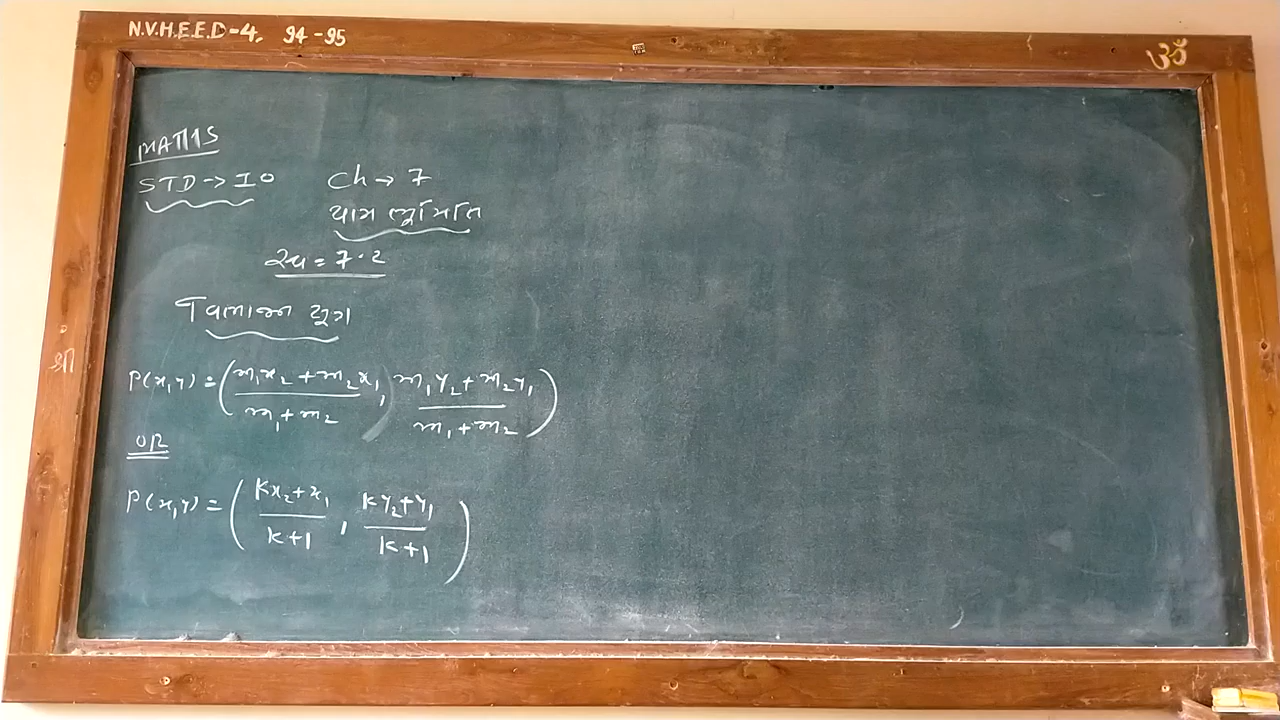 N.V.H.E.E.D-4, 94-95
ૐ
MATHS
STD → 10 Ch → 7
યામ ભૂમિતિ
સ્વા = 7.2
વિભાજન સૂત્ર
શ્રી
P(x,y) = ( (m₁x₂ + m₂x₁)/(m₁ + m₂) , (m₁y₂ + m₂y₁)/(m₁ + m₂) )
OR
P(x,y) = ( (kx₂ + x₁)/(k + 1) , (ky₂ + y₁)/(k + 1) )